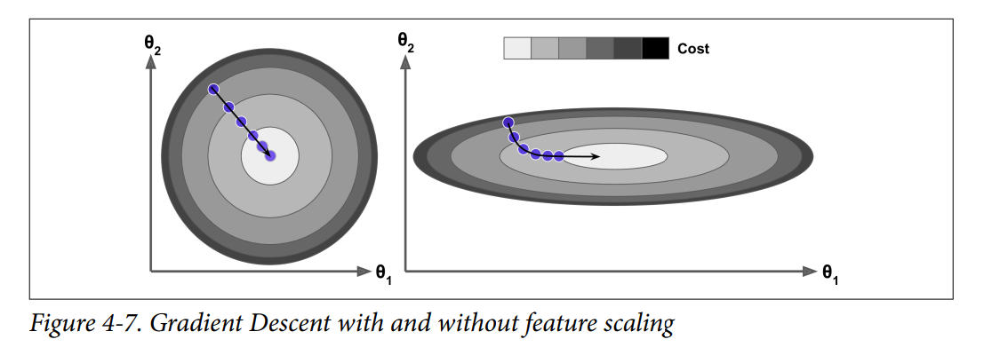 θ2
θ2
Cost
θ1
θ1
Figure 4-7. Gradient Descent with and without feature scaling